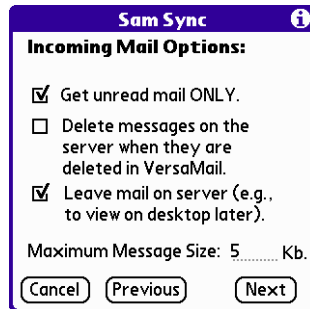 Sam Sync
Incoming Mail Options:
Get unread mail ONLY.
Delete messages on the
server when they are
deleted in VersaMail.
Leave mail on server (e.g.,
to view on desktop later).
Maximum Message Size: 5 Kb.
Cancel Previous Next